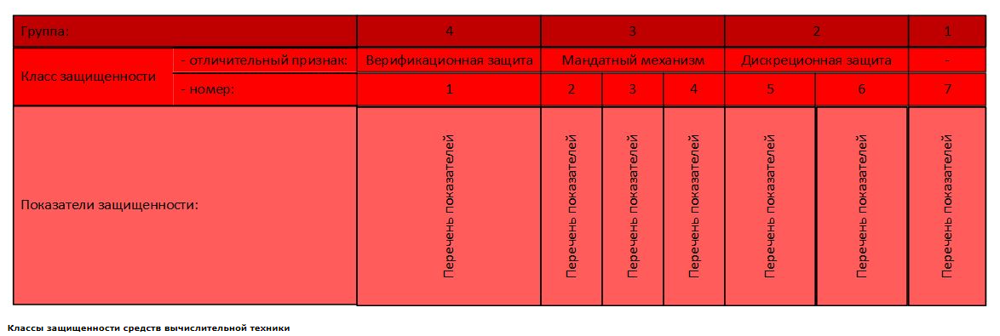 Группа: 4 3 2 1
Класс защищенности - отличительный признак: Верификационная защита Мандатный механизм Дискреционная защита -
- номер: 1 2 3 4 5 6 7
Показатели защищенности: Перечень показателей Перечень показателей Перечень показателей Перечень показателей Перечень показателей Перечень показателей Перечень показателей
Классы защищенности средств вычислительной техники